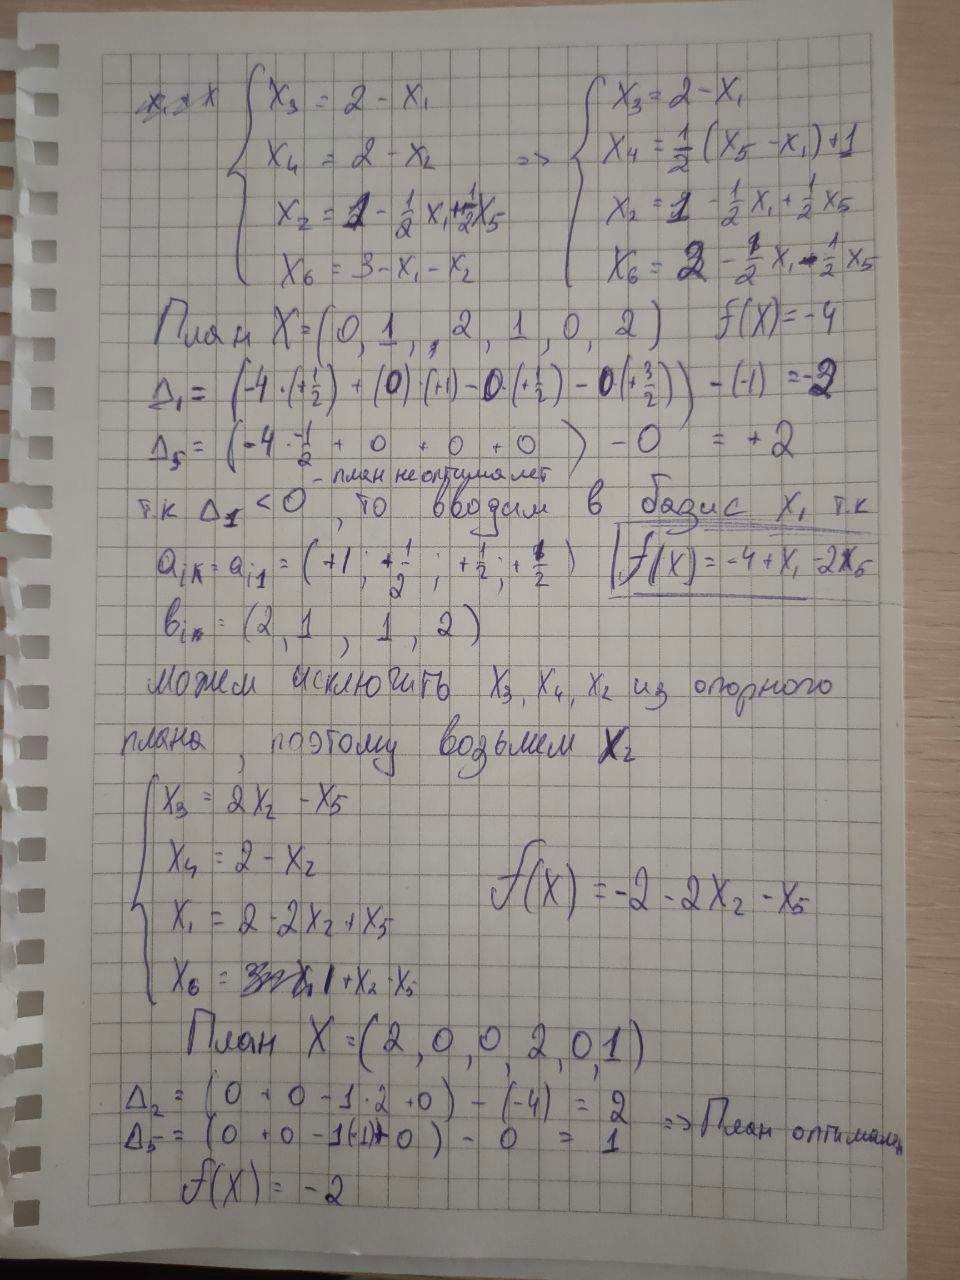 X₃ = 2 - X₁ X₃ = 2 - X₁
X₄ = 2 - X₂ => X₄ = 1/2 (X₅ - X₁) + 1
X₂ = 1 - 1/2 X₁ + 1/2 X₅ X₂ = 1 - 1/2 X₁ + 1/2 X₅
X₆ = 3 - X₁ - X₂ X₆ = 2 - 1/2 X₁ - 1/2 X₅
План X = (0, 1, 2, 1, 0, 2) f(X) = -4
Δ₁ = (-4 · (+1/2) + (0) · (+1) - 0 · (+1/2) - 0 (+3/2)) - (-1) = -2
Δ₅ = (-4 · -1/2 + 0 + 0 + 0) - 0 = +2
- план не оптимален
т.к Δ₁ < 0, то вводим в базис X₁ т.к
aᵢₖ = aᵢ₁ = (+1; +1/2; +1/2; +1/2) f(X) = -4 + X₁ - 2X₅
вᵢₖ = (2, 1, 1, 2)
можем исключить X₃, X₄, X₂ из опорного
плана, поэтому возьмем X₂
X₃ = 2X₂ - X₅
X₄ = 2 - X₂
f(X) = -2 - 2X₂ - X₅
X₁ = 2 - 2X₂ + X₅
X₆ = 1 + X₂ - X₅
План X = (2, 0, 0, 2, 0, 1)
Δ₂ = (0 + 0 - 1 · 2 + 0) - (-4) = 2
Δ₅ = (0 + 0 - 1(-1) + 0) - 0 = 1 => План оптимален
f(X) = -2